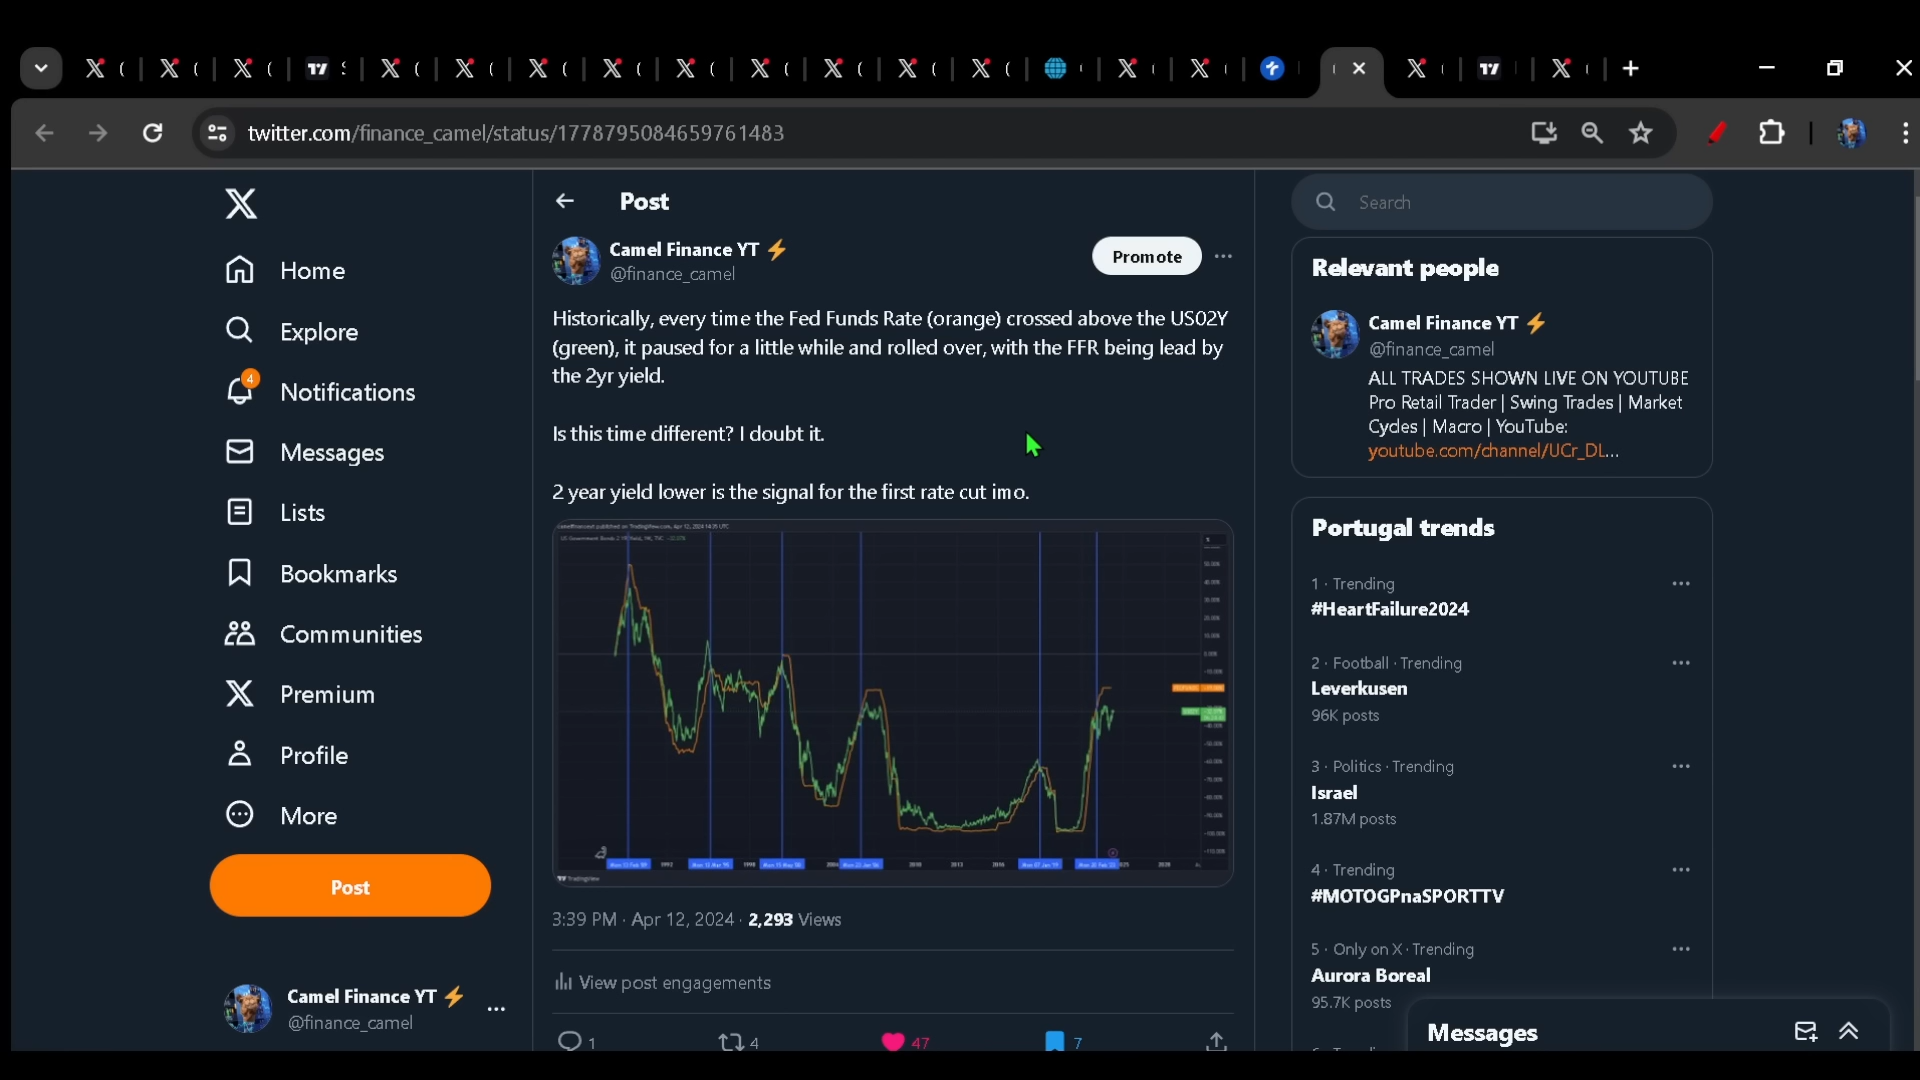 twitter.com/finance_camel/status/1778795084659761483
Home
Explore
4
Notifications
Messages
Lists
Bookmarks
Communities
Premium
Profile
More
Post
Camel Finance YT
@finance_camel
Post
Camel Finance YT
@finance_camel
Promote
Historically, every time the Fed Funds Rate (orange) crossed above the US02Y
(green), it paused for a little while and rolled over, with the FFR being lead by
the 2yr yield.
Is this time different? I doubt it.
2 year yield lower is the signal for the first rate cut imo.
1992
1998
2010
2013
2016
TradingView
3:39 PM · Apr 12, 2024 · 2,293 Views
View post engagements
1
4
47
7
Search
Relevant people
Camel Finance YT
@finance_camel
ALL TRADES SHOWN LIVE ON YOUTUBE
Pro Retail Trader | Swing Trades | Market
Cycles | Macro | YouTube:
youtube.com/channel/UCr_DL...
Portugal trends
1 · Trending
#HeartFailure2024
2 · Football · Trending
Leverkusen
96K posts
3 · Politics · Trending
Israel
1.87M posts
4 · Trending
#MOTOGPnaSPORTTV
5 · Only on X · Trending
Aurora Boreal
95.7K posts
Messages